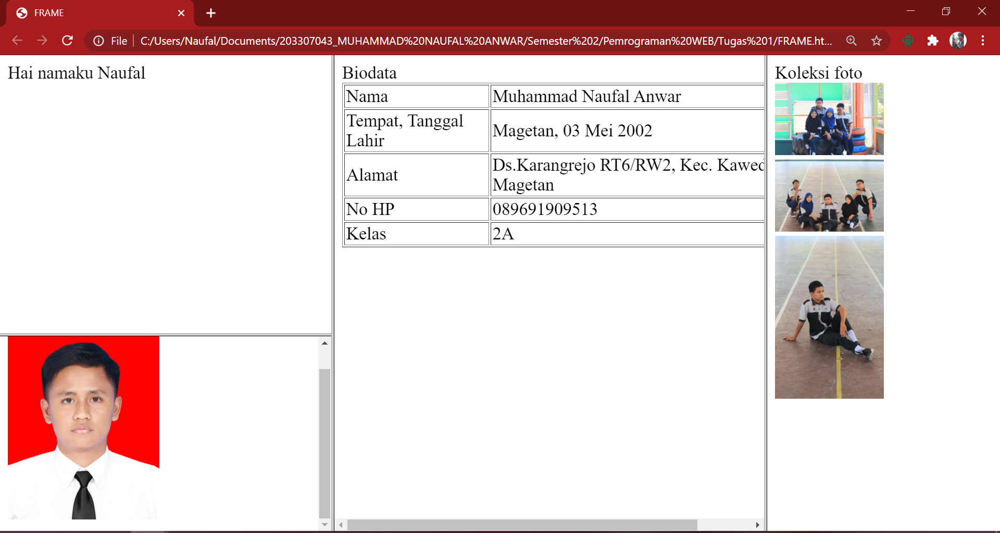 FRAME
File
C:/Users/Naufal/Documents/203307043_MUHAMMAD%20NAUFAL%20ANWAR/Semester%202/Pemrograman%20WEB/Tugas%201/FRAME.ht...
Hai namaku Naufal
Biodata
Nama
Muhammad Naufal Anwar
Tempat, Tanggal
Lahir
Magetan, 03 Mei 2002
Alamat
Ds.Karangrejo RT6/RW2, Kec. Kawed
Magetan
No HP
089691909513
Kelas
2A
Koleksi foto